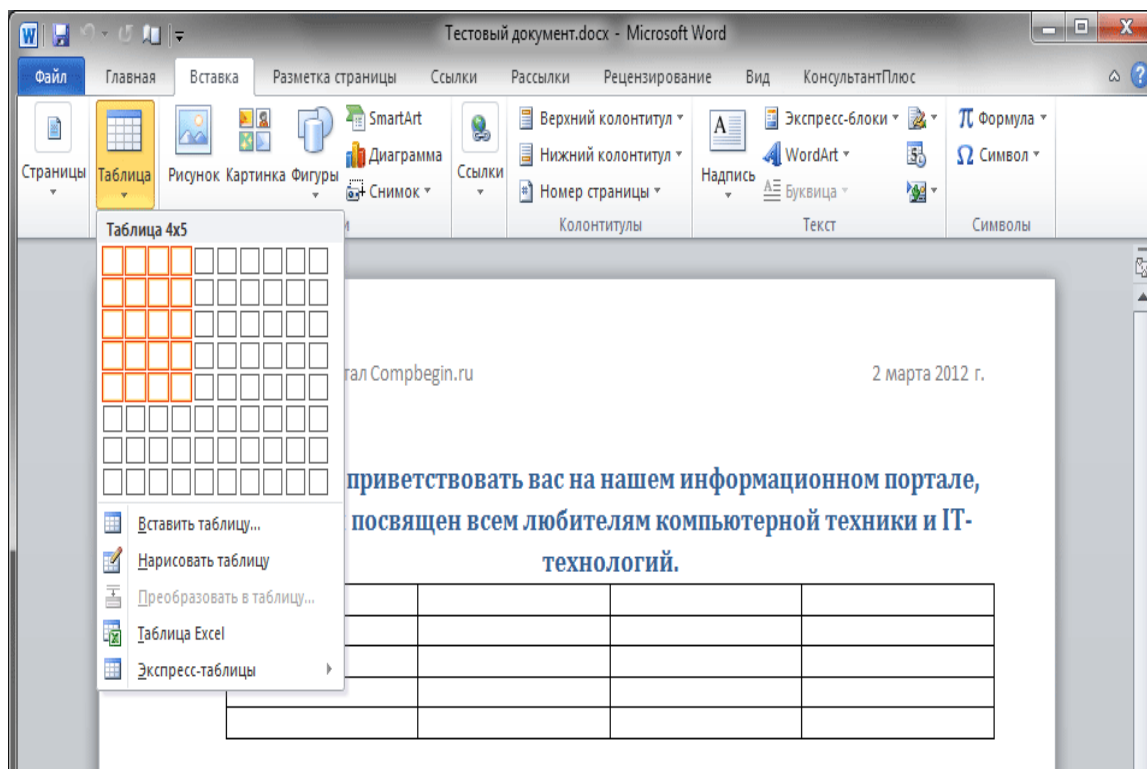 Тестовый документ.docx - Microsoft Word
Файл Главная Вставка Разметка страницы Ссылки Рассылки Рецензирование Вид КонсультантПлюс
Страницы
Таблица
Рисунок Картинка Фигуры
SmartArt
Диаграмма
Снимок
Ссылки
Верхний колонтитул
Нижний колонтитул
Номер страницы
Колонтитулы
Надпись
Экспресс-блоки
WordArt
Буквица
Текст
π Формула
Ω Символ
Символы
Таблица 4x5
Вставить таблицу...
Нарисовать таблицу
Преобразовать в таблицу...
Таблица Excel
Экспресс-таблицы
Compbegin.ru 2 марта 2012 г.
приветствовать вас на нашем информационном портале,
посвящен всем любителям компьютерной техники и IT-
технологий.